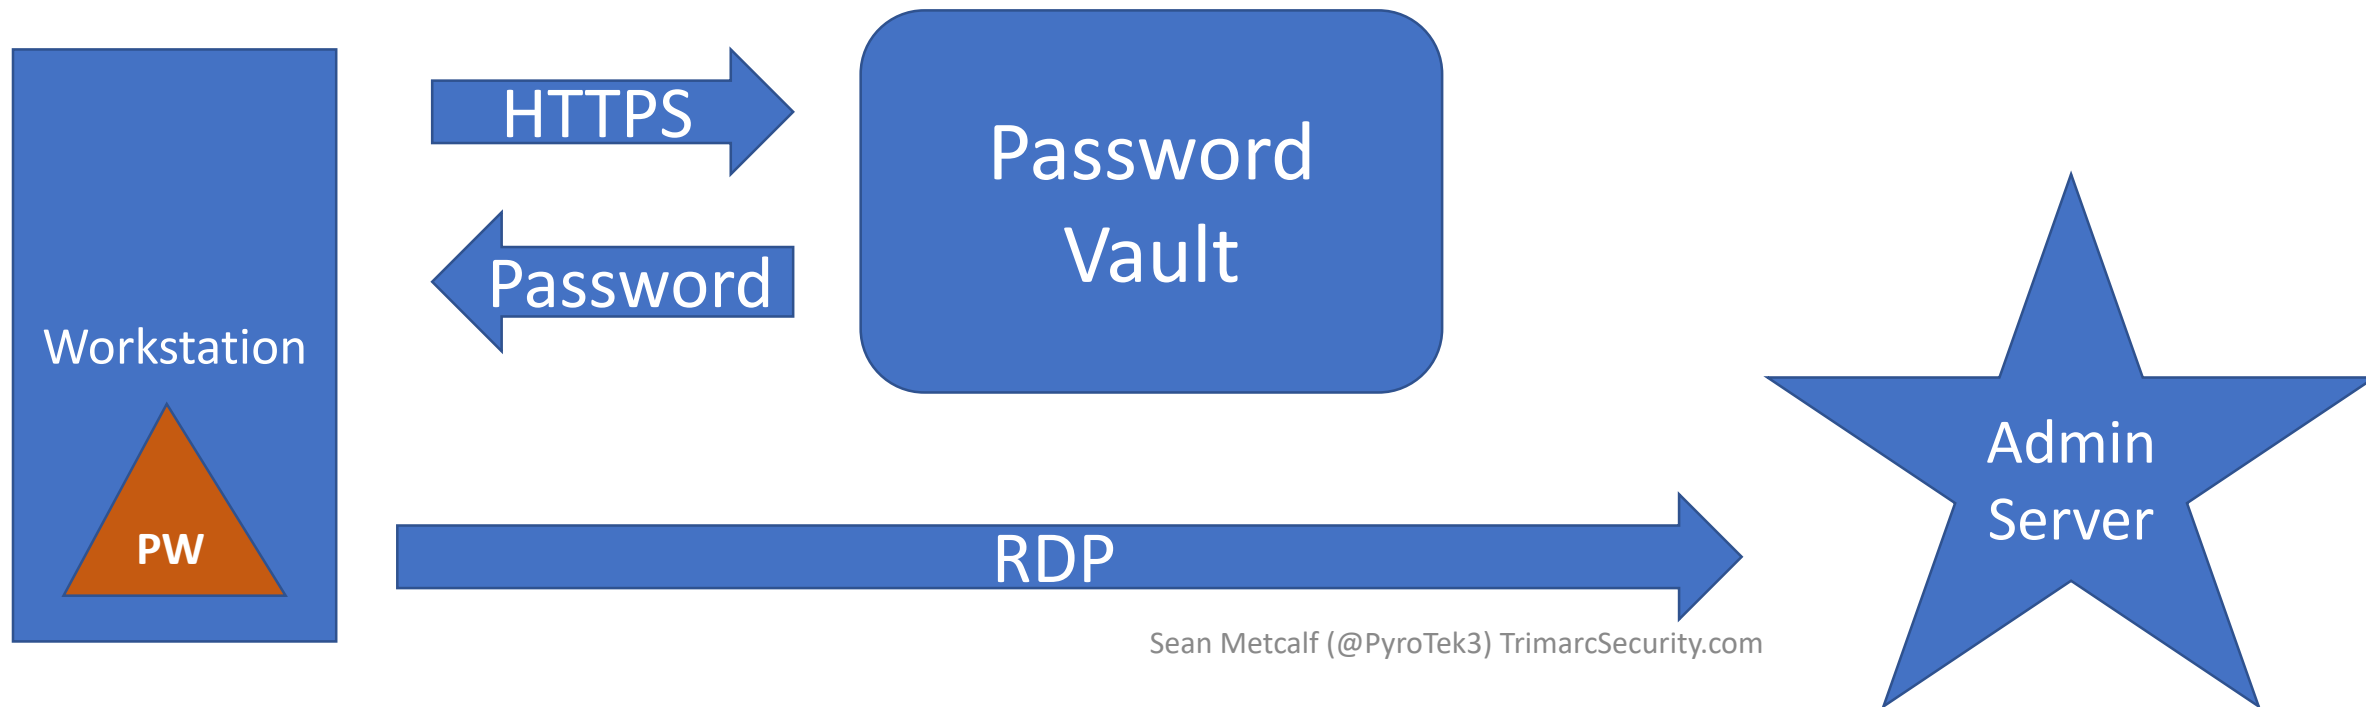 HTTPS
Password
Vault
Password
Workstation
PW
RDP
Admin
Server
Sean Metcalf (@PyroTek3) TrimarcSecurity.com